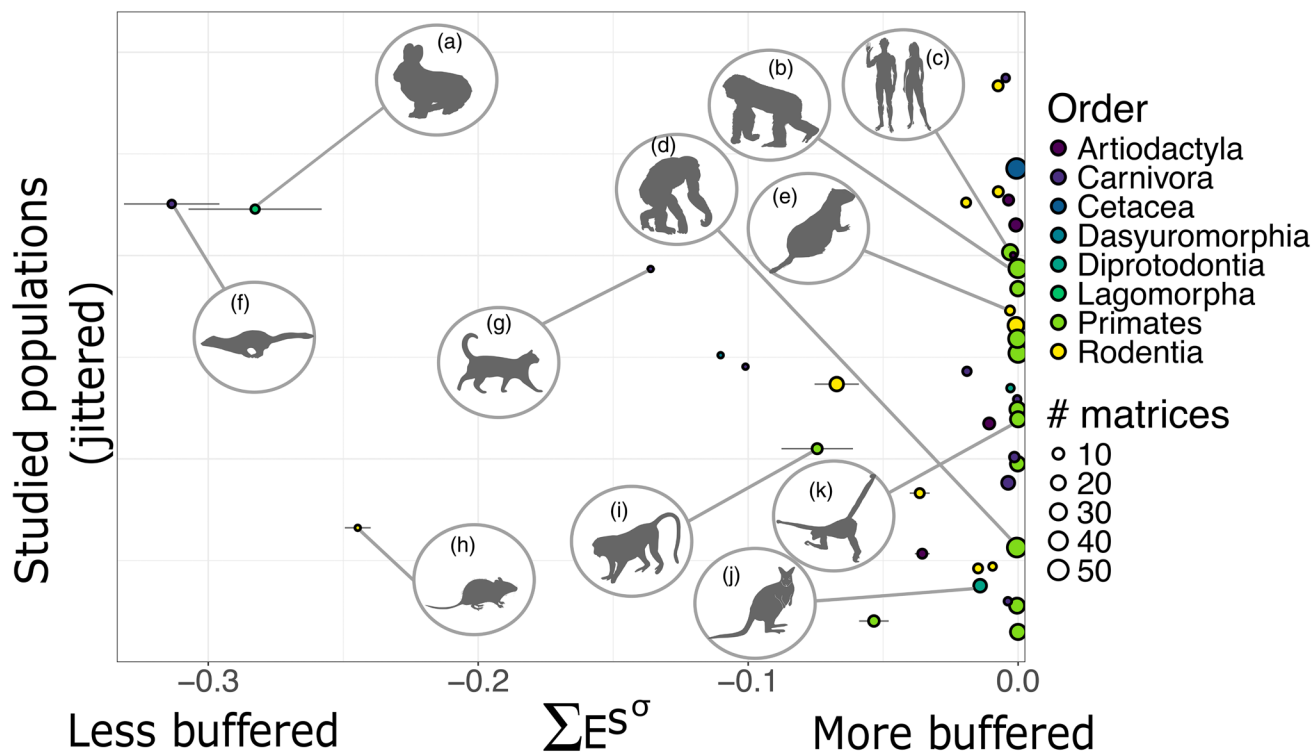 (a)
(b)
(c)
(d)
(e)
(f)
(g)
(h)
(i)
(j)
(k)
Studied populations
(jittered)
−0.3
−0.2
−0.1
0.0
Less buffered
∑Es^σ
More buffered
Order
Artiodactyla
Carnivora
Cetacea
Dasyuromorphia
Diprotodontia
Lagomorpha
Primates
Rodentia
# matrices
10
20
30
40
50